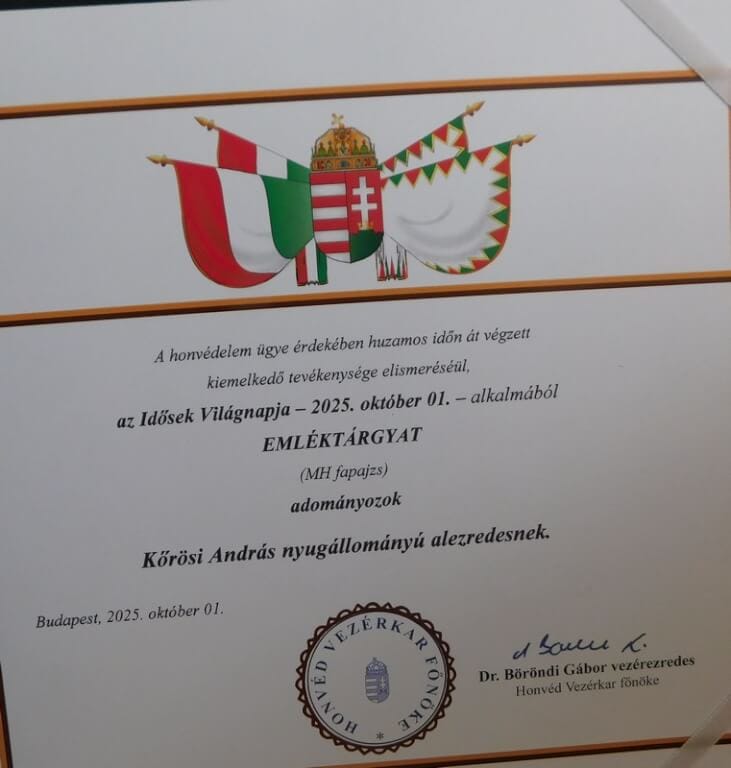 A honvédelem ügye érdekében huzamos időn át végzett
kiemelkedő tevékenysége elismeréséül,
az Idősek Világnapja – 2025. október 01. – alkalmából
EMLÉKTÁRGYAT
(MH fapajzs)
adományozok
Kőrösi András nyugállományú alezredesnek.
Budapest, 2025. október 01.
HONVÉD VEZÉRKAR FŐNÖKE *
Dr. Böröndi Gábor vezérezredes
Honvéd Vezérkar főnöke